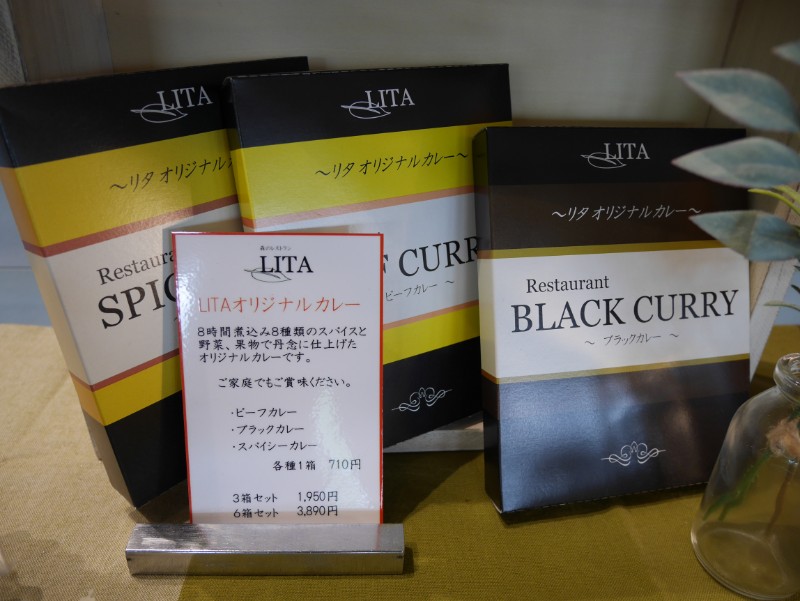 LITA
～リタ オリジナル カ
Restaura
SPIC
LITA
～リタ オリジナル カレー～
F CURR
ビーフカレー ～
LITA
～リタ オリジナルカレー～
Restaurant
BLACK CURRY
～ ブラックカレー ～
森のレストラン
LITA
LITAオリジナル カレー
8時間煮込み8種類のスパイスと
野菜、果物で丹念に仕上げた
オリジナルカレーです。
ご家庭でもご賞味ください。
・ビーフカレー
・ブラックカレー
・スパイシーカレー
各種1箱 710円
3箱セット 1,950円
6箱セット 3,890円